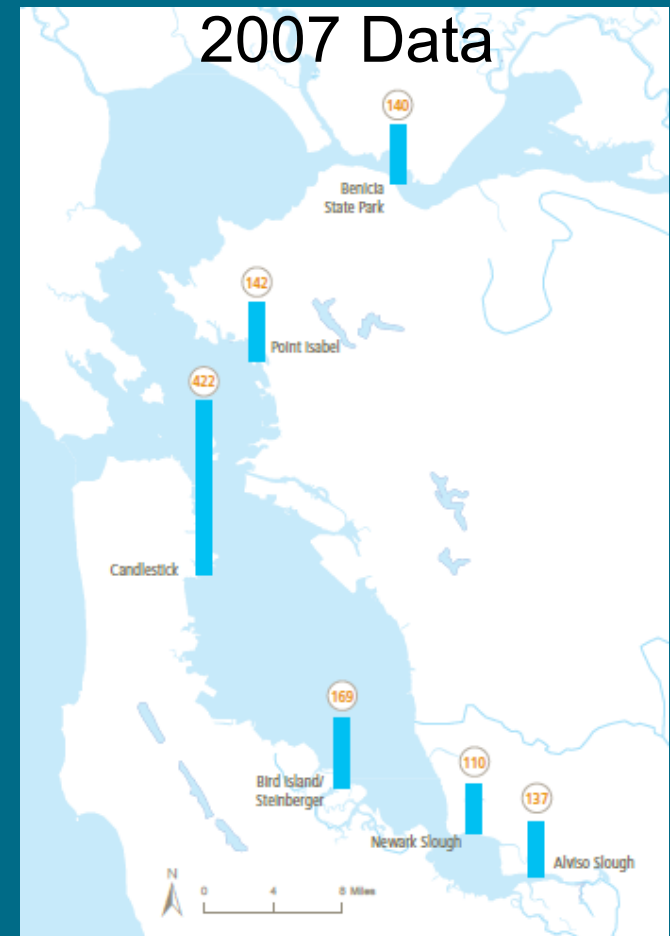 2007 Data
140
Benicia
State Park
142
Point Isabel
422
Candlestick
169
Bird Island/
Steinberger
110
Newark Slough
137
Alviso Slough
N
0 4 8 Miles